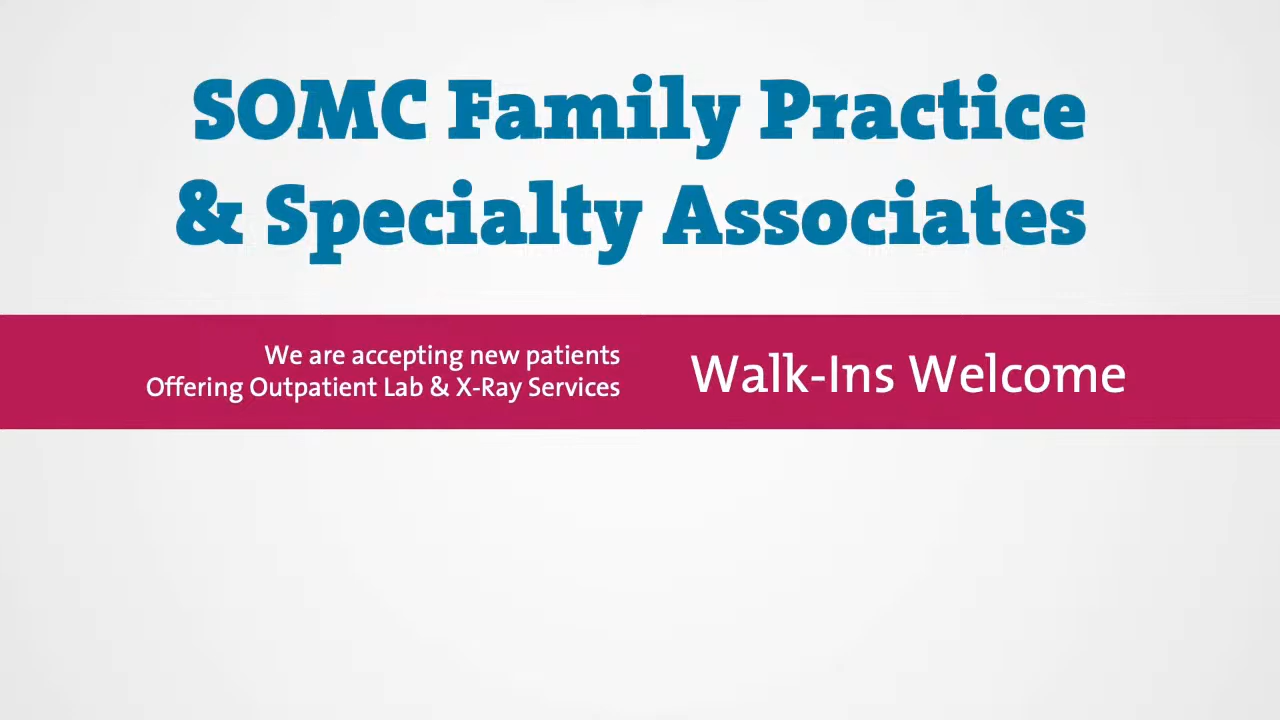 SOMC Family Practice
& Specialty Associates
We are accepting new patients
Offering Outpatient Lab & X-Ray Services
Walk-Ins Welcome